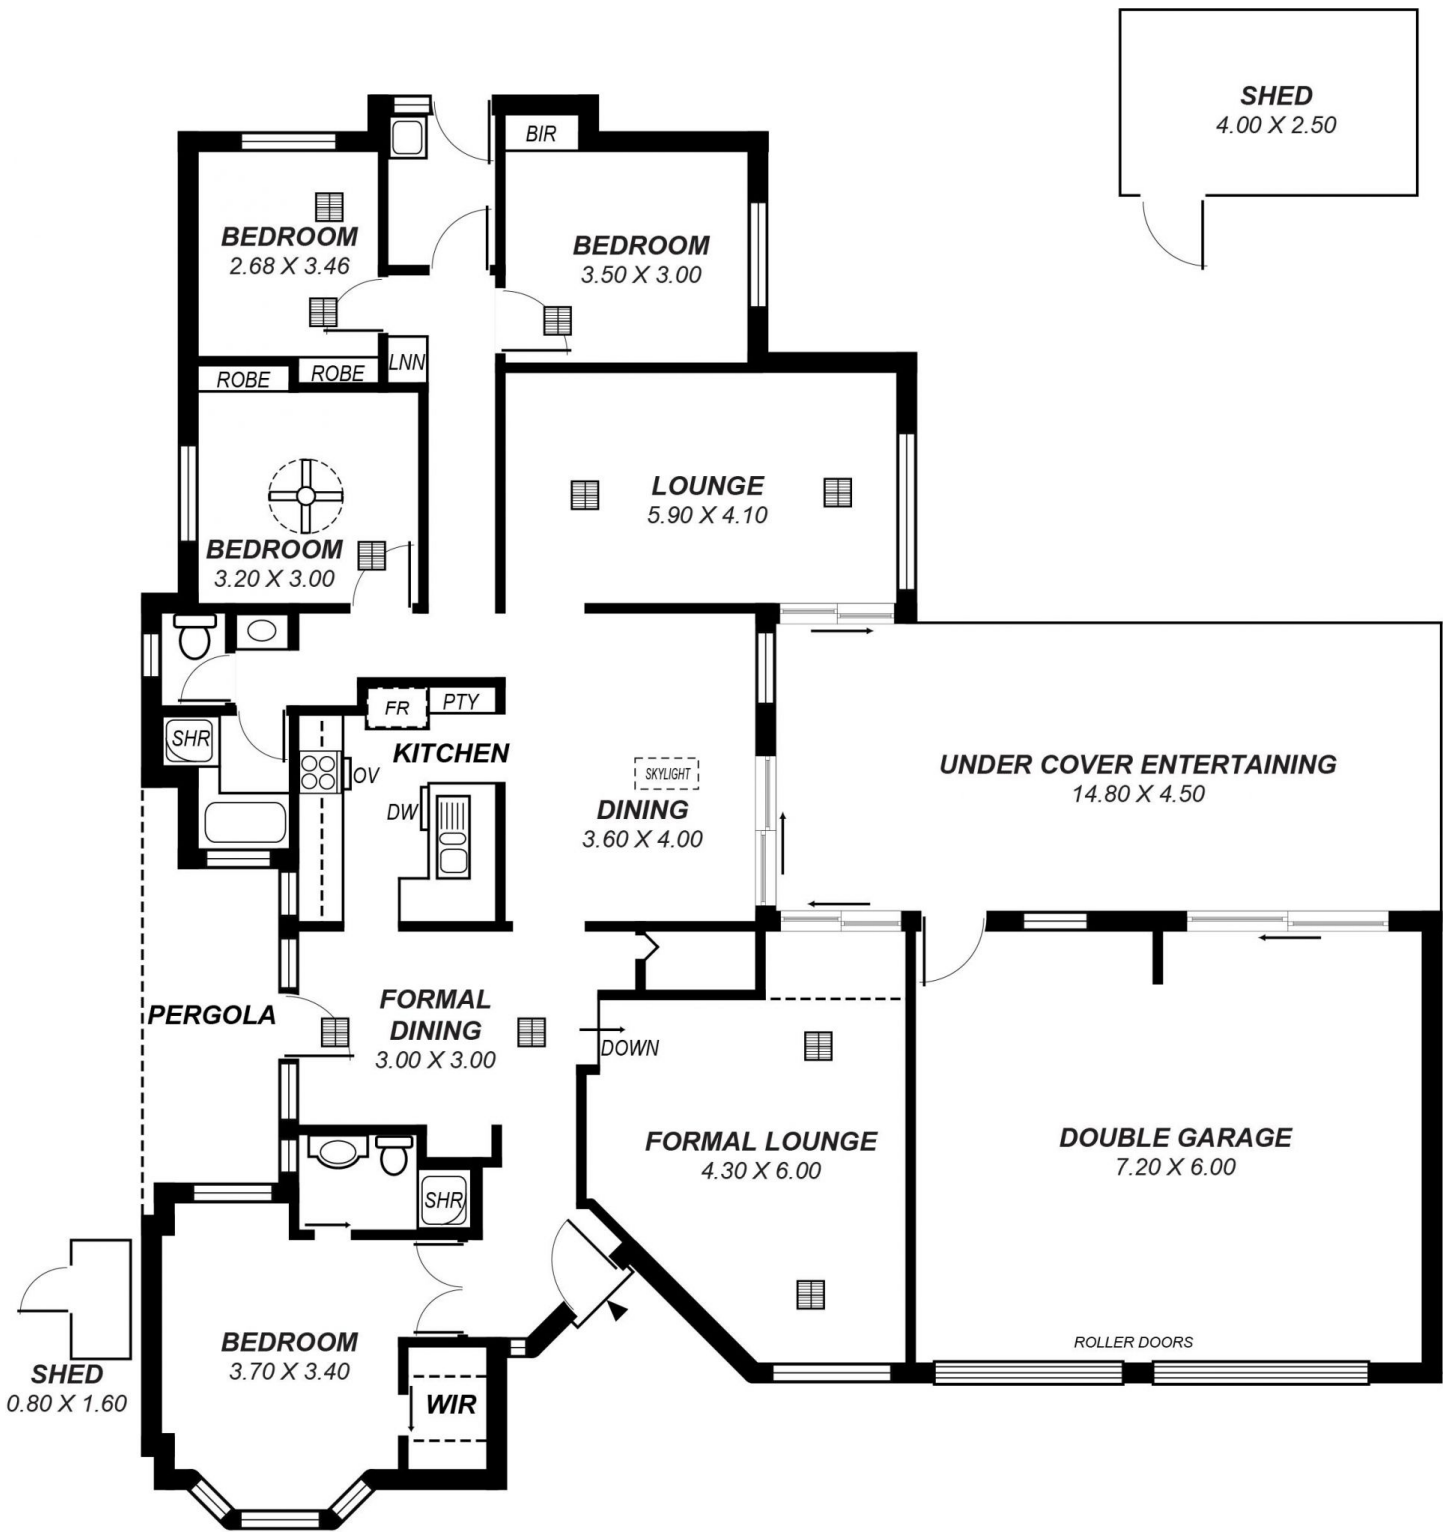 SHED
4.00 X 2.50
BIR
BEDROOM
2.68 X 3.46
BEDROOM
3.50 X 3.00
LNN
ROBE
ROBE
LOUNGE
5.90 X 4.10
BEDROOM
3.20 X 3.00
FR
PTY
SHR
KITCHEN
OV
SKYLIGHT
DW
DINING
3.60 X 4.00
UNDER COVER ENTERTAINING
14.80 X 4.50
PERGOLA
FORMAL
DINING
3.00 X 3.00
DOWN
FORMAL LOUNGE
4.30 X 6.00
DOUBLE GARAGE
7.20 X 6.00
SHR
BEDROOM
3.70 X 3.40
ROLLER DOORS
SHED
0.80 X 1.60
WIR